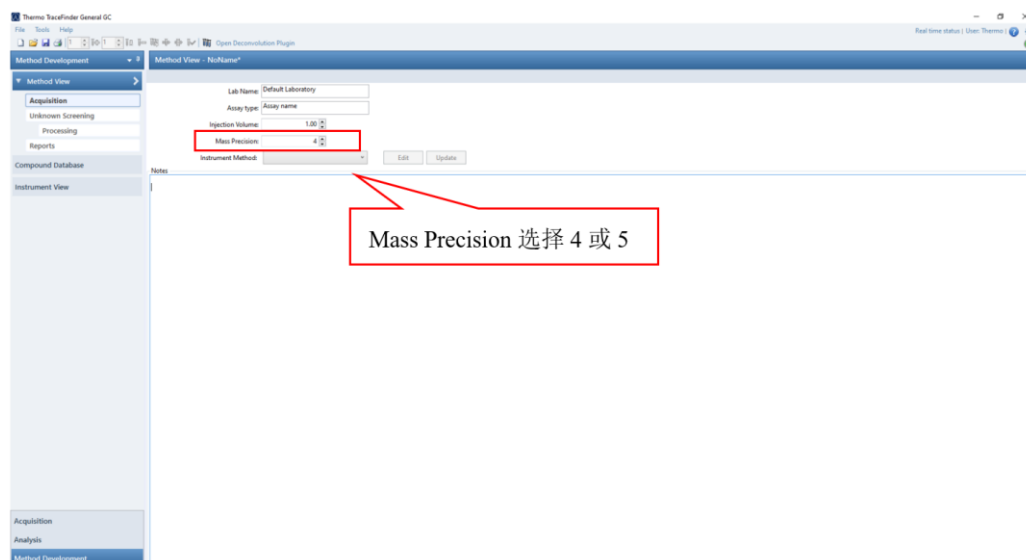 Thermo TraceFinder General GC
File Tools Help
Real time status | User: Thermo |
1 1 Open Deconvolution Plugin
Method Development
Method View - NoName*
Method View
Acquisition
Unknown Screening
Processing
Reports
Compound Database
Instrument View
Lab Name: Default Laboratory
Assay type: Assay name
Injection Volume: 1.00
Mass Precision: 4
Instrument Method: Edit Update
Notes
Mass Precision 选择 4 或 5
Acquisition
Analysis
Method Development